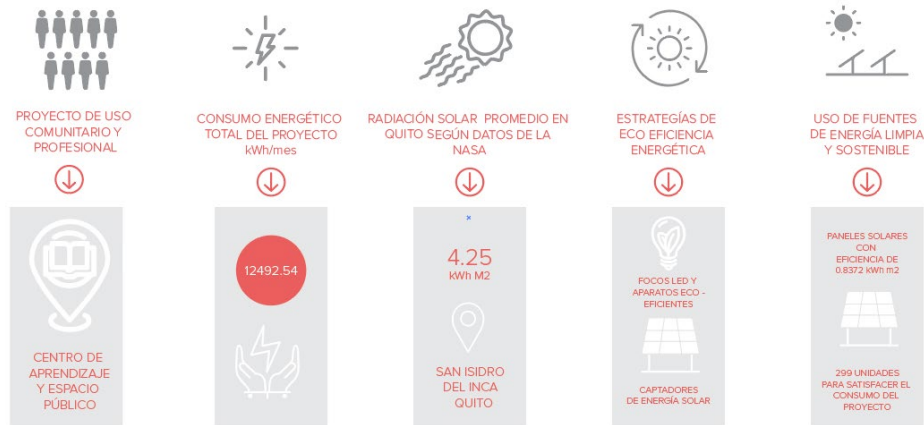 PROYECTO DE USO
COMUNITARIO Y
PROFESIONAL
CONSUMO ENERGÉTICO
TOTAL DEL PROYECTO
kWh/mes
RADIACIÓN SOLAR PROMEDIO EN
QUITO SEGÚN DATOS DE LA
NASA
ESTRATEGÍAS DE
ECO EFICIENCIA
ENERGÉTICA
USO DE FUENTES
DE ENERGÍA LIMPIA
Y SOSTENIBLE
CENTRO DE
APRENDIZAJE
Y ESPACIO
PÚBLICO
12492.54
4.25
kWh M2
SAN ISIDRO
DEL INCA
QUITO
FOCOS LED Y
APARATOS ECO -
EFICIENTES
CAPTADORES
DE ENERGÍA SOLAR
PANELES SOLARES
CON
EFICIENCIA DE
0.8372 kWh m2
299 UNIDADES
PARA SATISFACER EL
CONSUMO DEL
PROYECTO